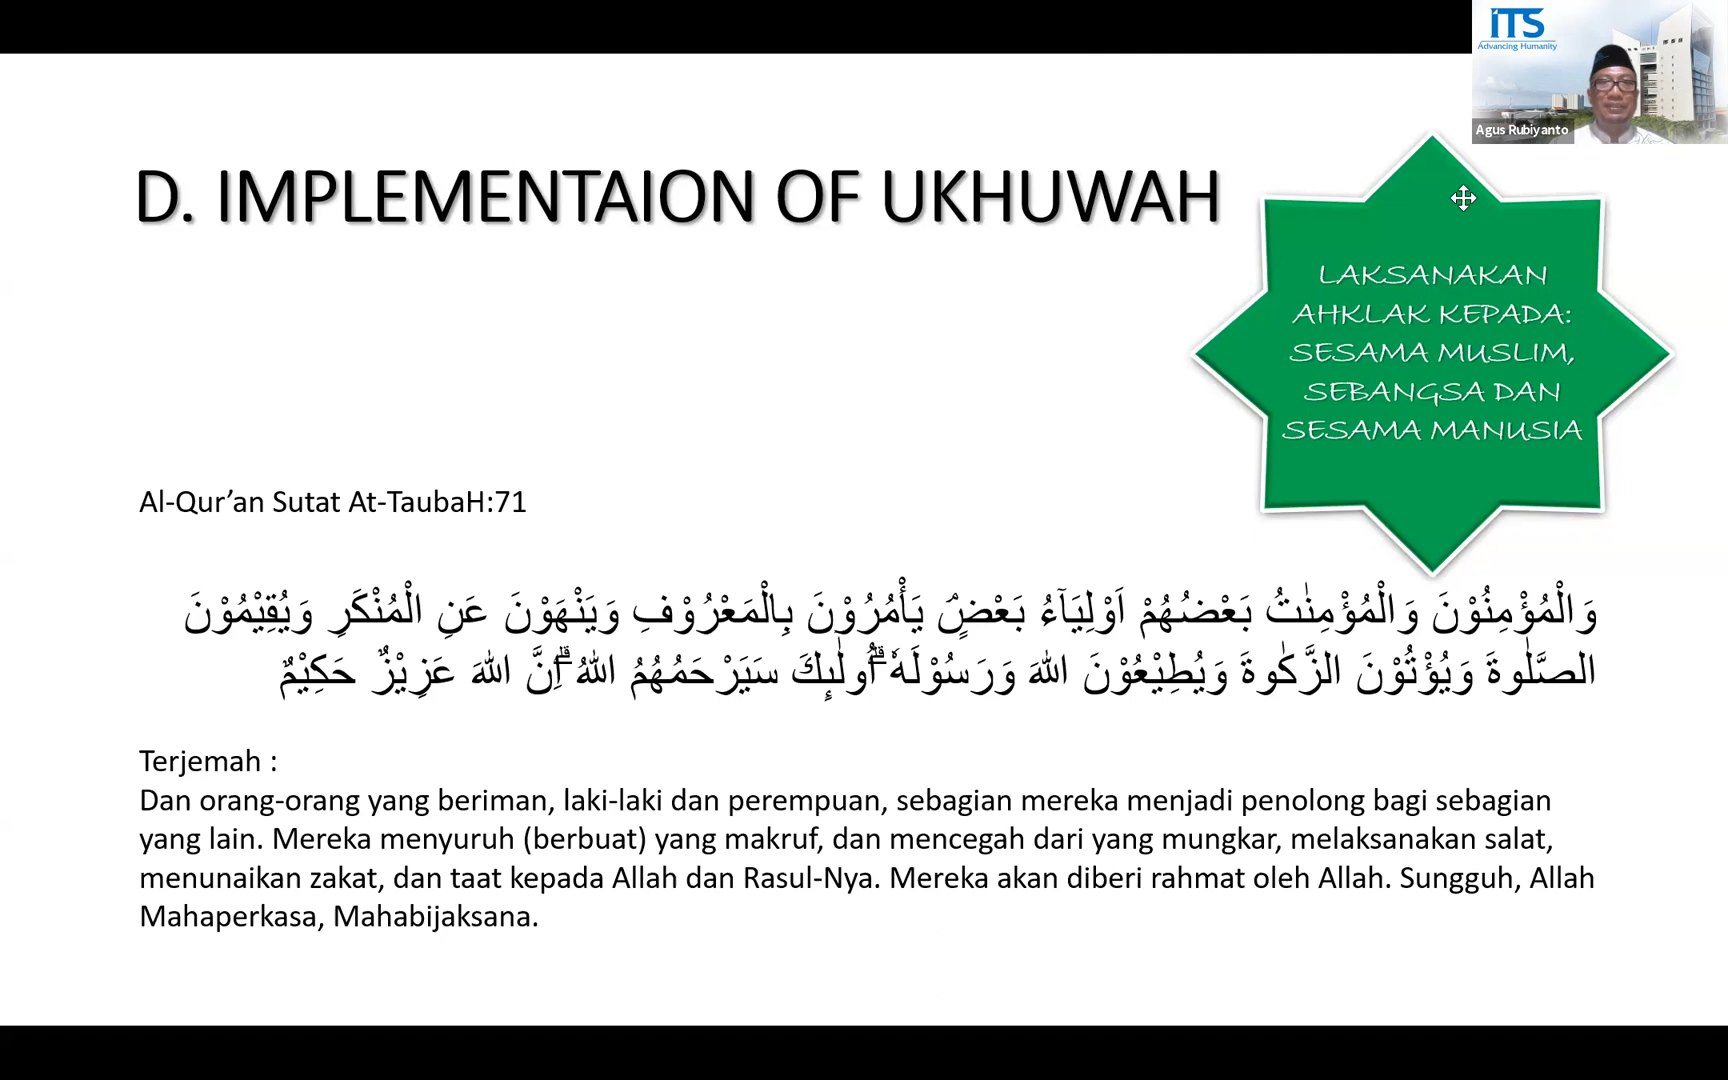 iTS
Advancing Humanity
Agus Rubiyanto
D. IMPLEMENTAION OF UKHUWAH
LAKSANAKAN
AHKLAK KEPADA:
SESAMA MUSLIM,
SEBANGSA DAN
SESAMA MANUSIA
Al-Qur’an Sutat At-TaubaH:71
وَالْمُؤْمِنُوْنَ وَالْمُؤْمِنٰتُ بَعْضُهُمْ اَوْلِيَاۤءُ بَعْضٍۘ يَأْمُرُوْنَ بِالْمَعْرُوْفِ وَيَنْهَوْنَ عَنِ الْمُنْكَرِ وَيُقِيْمُوْنَ
الصَّلٰوةَ وَيُؤْتُوْنَ الزَّكٰوةَ وَيُطِيْعُوْنَ اللهَ وَرَسُوْلَهٗۗ اُولٰۤىِٕكَ سَيَرْحَمُهُمُ اللهُ ۗاِنَّ اللهَ عَزِيْزٌ حَكِيْمٌ
Terjemah :
Dan orang-orang yang beriman, laki-laki dan perempuan, sebagian mereka menjadi penolong bagi sebagian
yang lain. Mereka menyuruh (berbuat) yang makruf, dan mencegah dari yang mungkar, melaksanakan salat,
menunaikan zakat, dan taat kepada Allah dan Rasul-Nya. Mereka akan diberi rahmat oleh Allah. Sungguh, Allah
Mahaperkasa, Mahabijaksana.